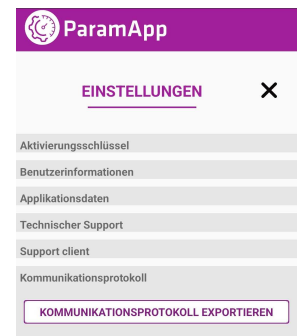 ParamApp
EINSTELLUNGEN
Aktivierungsschlüssel
Benutzerinformationen
Applikationsdaten
Technischer Support
Support client
Kommunikationsprotokoll
KOMMUNIKATIONSPROTOKOLL EXPORTIEREN